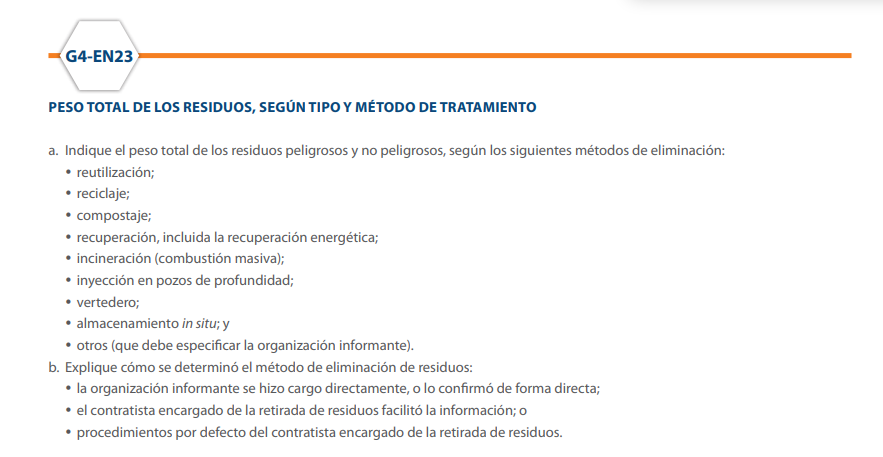 G4-EN23
PESO TOTAL DE LOS RESIDUOS, SEGÚN TIPO Y MÉTODO DE TRATAMIENTO
a. Indique el peso total de los residuos peligrosos y no peligrosos, según los siguientes métodos de eliminación:
• reutilización;
• reciclaje;
• compostaje;
• recuperación, incluida la recuperación energética;
• incineración (combustión masiva);
• inyección en pozos de profundidad;
• vertedero;
• almacenamiento in situ; y
• otros (que debe especificar la organización informante).
b. Explique cómo se determinó el método de eliminación de residuos:
• la organización informante se hizo cargo directamente, o lo confirmó de forma directa;
• el contratista encargado de la retirada de residuos facilitó la información; o
• procedimientos por defecto del contratista encargado de la retirada de residuos.